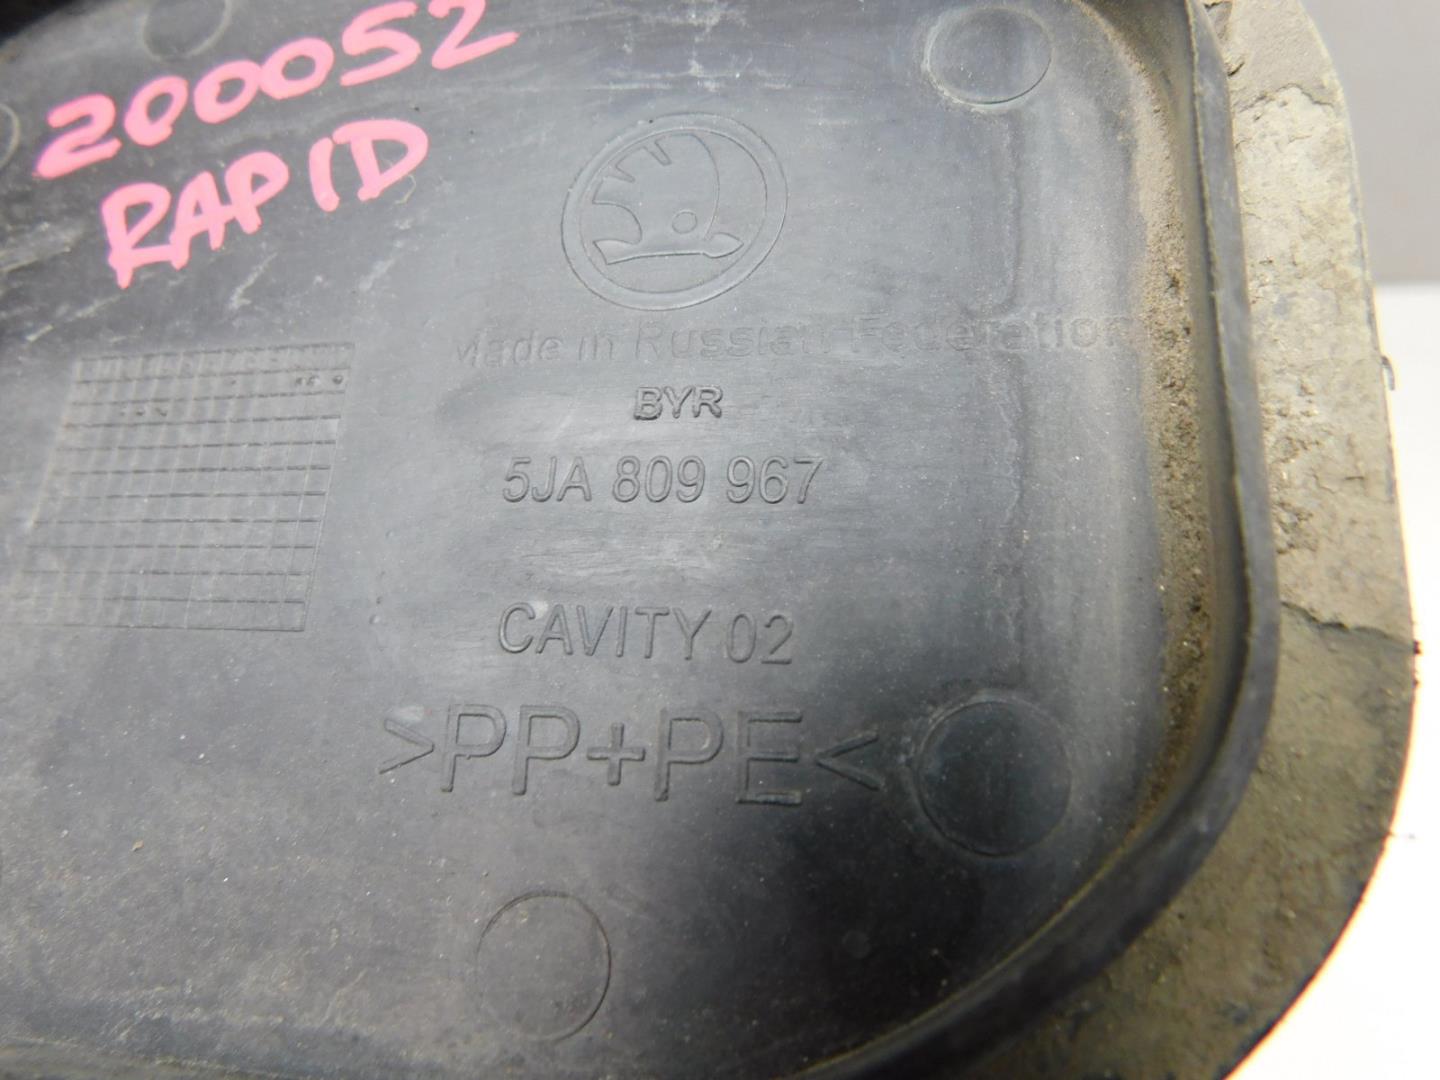 200052
RAPID
Made in Russian Federation
BYR
5JA 809 967
CAVITY 02
>PP+PE<